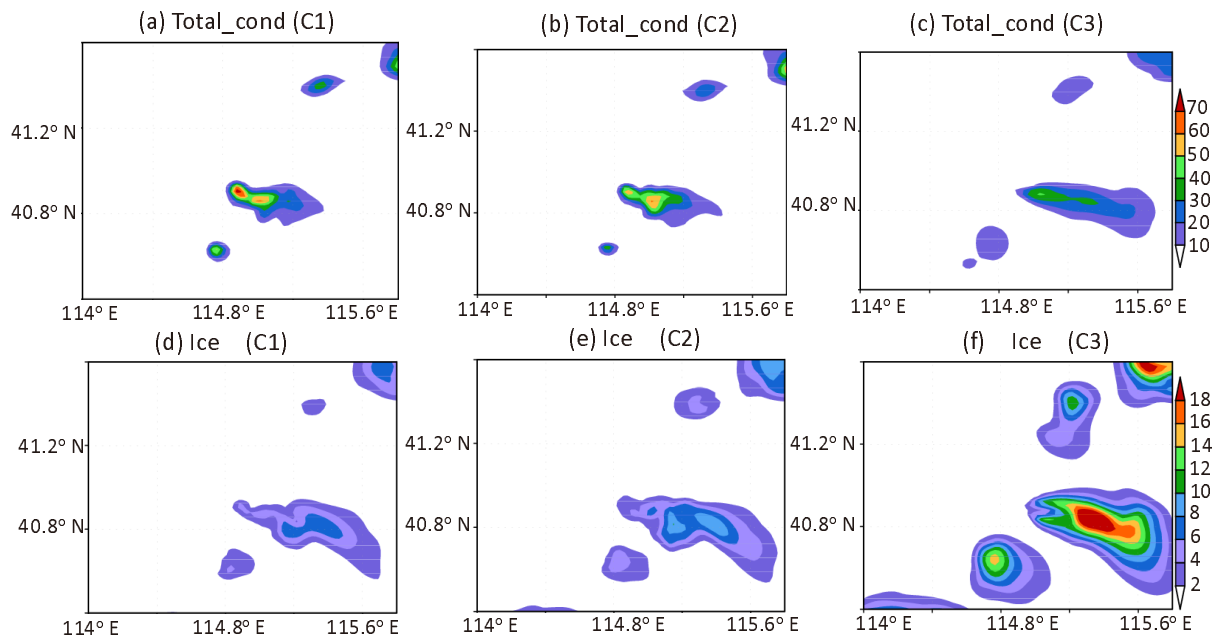 (a) Total_cond (C1)
(b) Total_cond (C2)
(c) Total_cond (C3)
41.2° N
40.8° N
114° E
114.8° E
115.6° E
41.2° N
40.8° N
114° E
114.8° E
115.6° E
41.2° N
40.8° N
114° E
114.8° E
115.6° E
70
60
50
40
30
20
10
(d) Ice (C1)
(e) Ice (C2)
(f) Ice (C3)
41.2° N
40.8° N
114° E
114.8° E
115.6° E
41.2° N
40.8° N
114° E
114.8° E
115.6° E
41.2° N
40.8° N
114° E
114.8° E
115.6° E
18
16
14
12
10
8
6
4
2